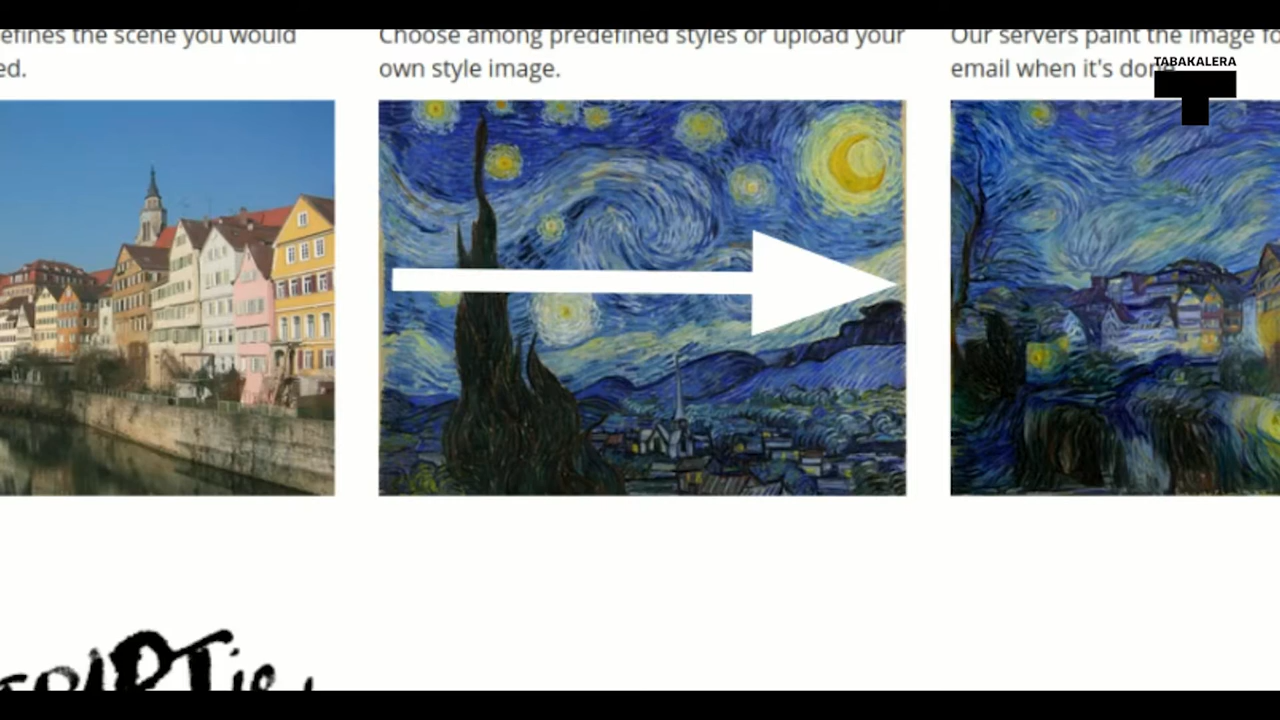 efines the scene you would
ed.
Choose among predefined styles or upload your
own style image.
Our servers paint the image fo
email when it's done
TABAKALERA